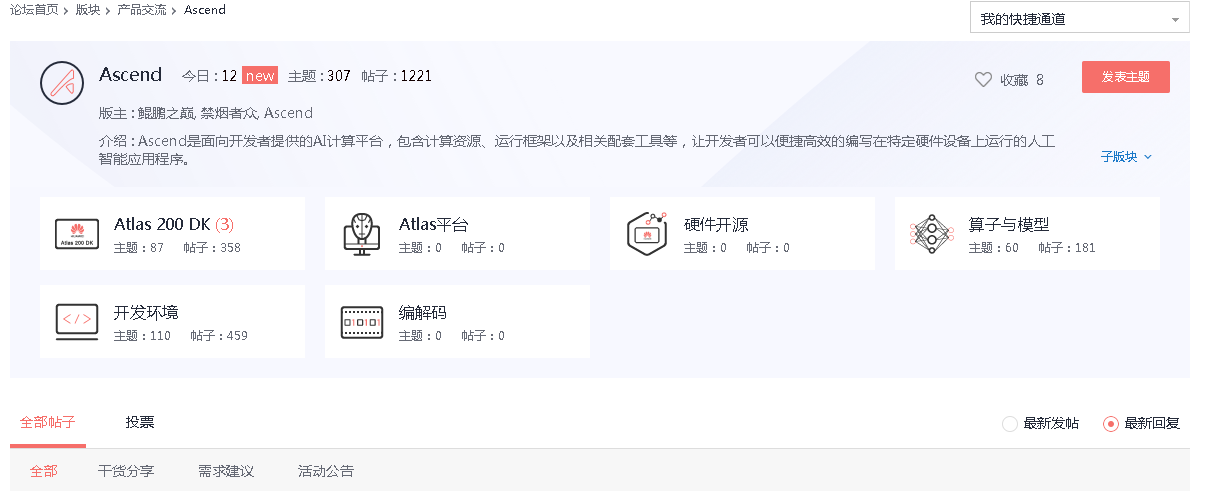 论坛首页 > 版块 > 产品交流 > Ascend
我的快捷通道
Ascend 今日 : 12 new 主题 : 307 帖子 : 1221
收藏 8
发表主题
版主 : 鲲鹏之巅, 禁烟者众, Ascend
介绍 : Ascend是面向开发者提供的AI计算平台，包含计算资源、运行框架以及相关配套工具等，让开发者可以便捷高效的编写在特定硬件设备上运行的人工
智能应用程序。
子版块
HUAWEI
Atlas 200 DK
Atlas 200 DK (3)
主题 : 87 帖子 : 358
Atlas平台
主题 : 0 帖子 : 0
硬件开源
主题 : 0 帖子 : 0
算子与模型
主题 : 60 帖子 : 181
</>
开发环境
主题 : 110 帖子 : 459
01010
编解码
主题 : 0 帖子 : 0
全部帖子 投票
最新发帖 最新回复
全部 干货分享 需求建议 活动公告